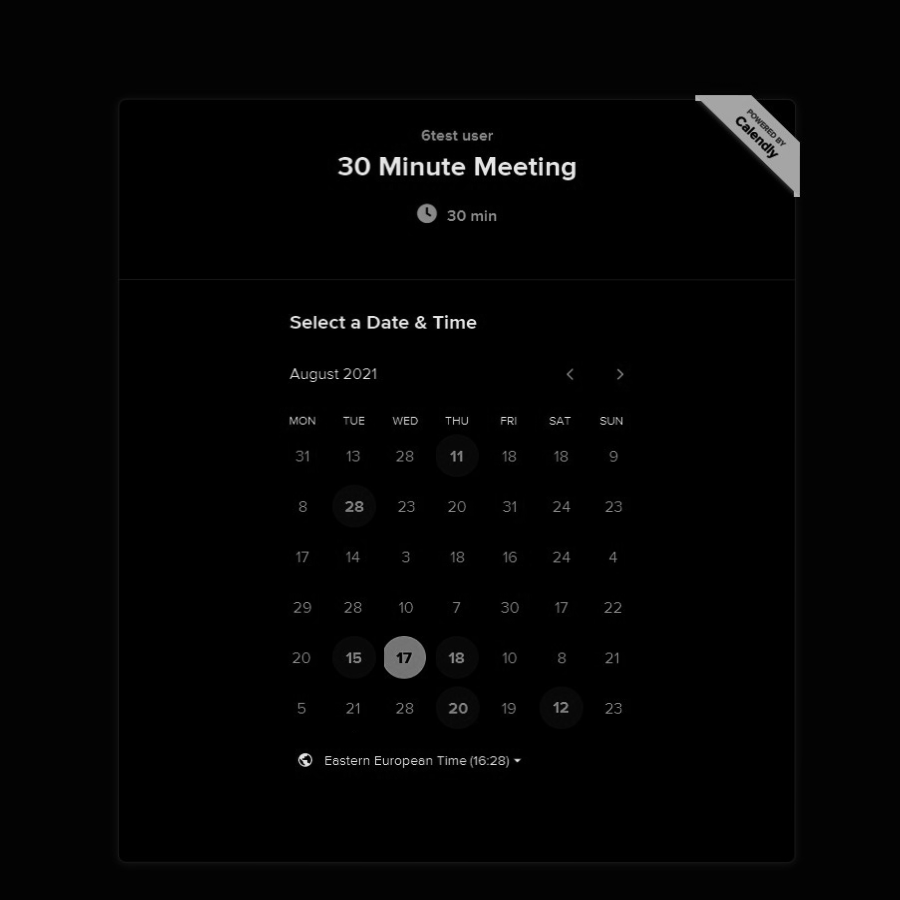 POWERED BY
Calendly
6test user
30 Minute Meeting
30 min
Select a Date & Time
August 2021
MON TUE WED THU FRI SAT SUN
31 13 28 11 18 18 9
8 28 23 20 31 24 23
17 14 3 18 16 24 4
29 28 10 7 30 17 22
20 15 17 18 10 8 21
5 21 28 20 19 12 23
Eastern European Time (16:28)